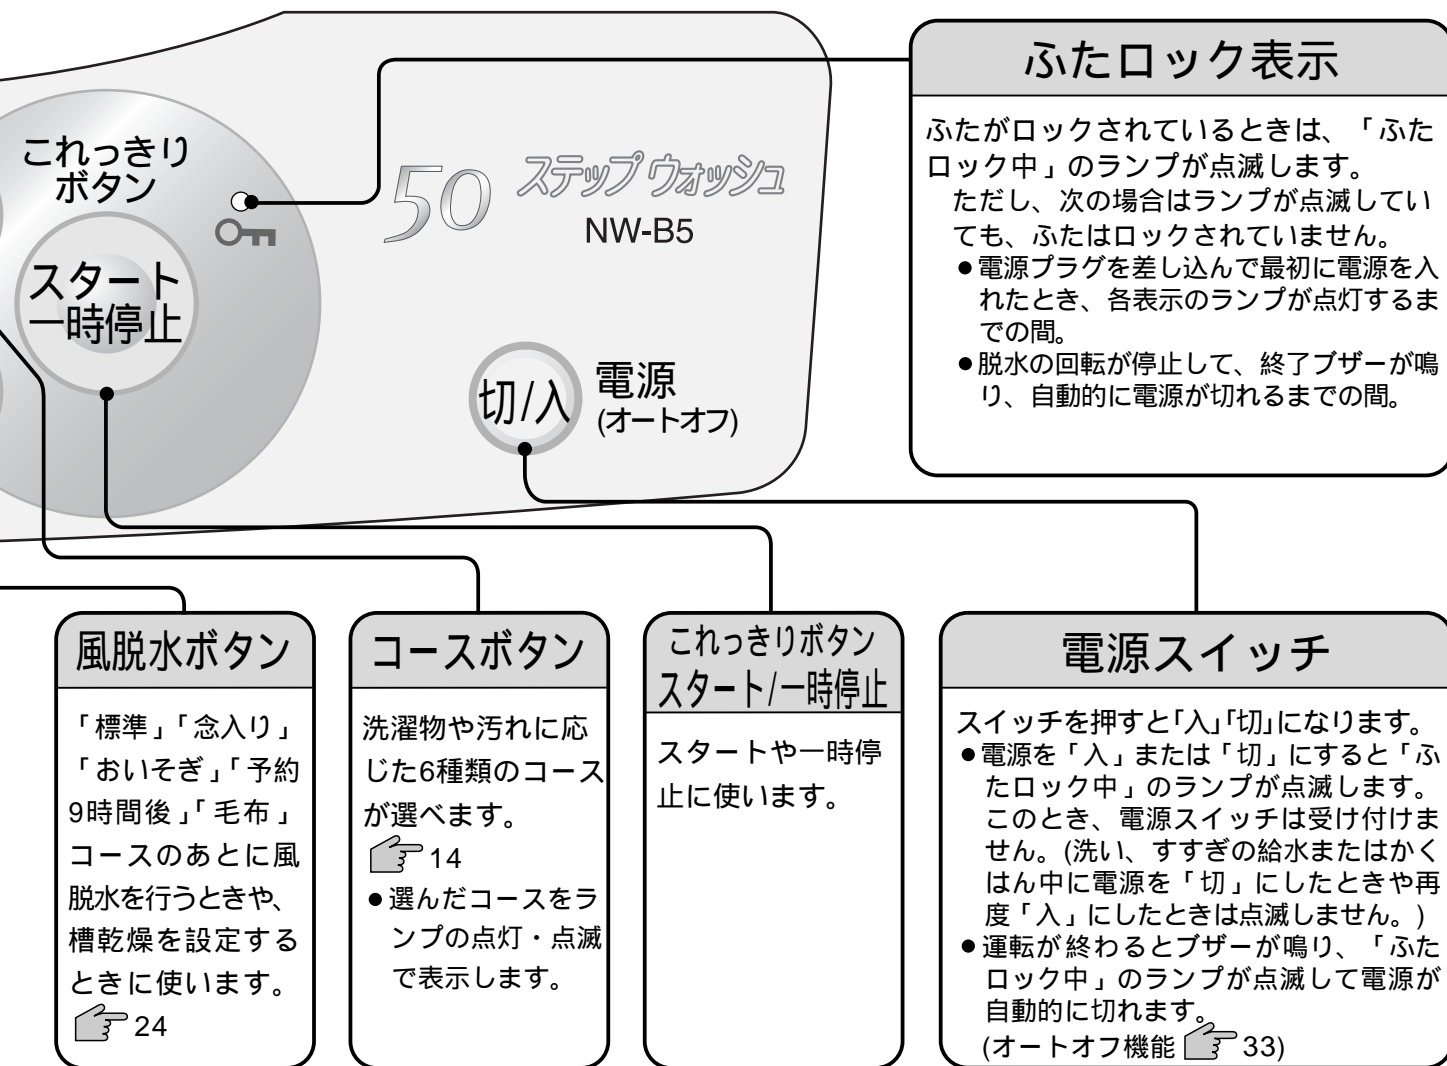 これっきり
ボタン
スタート
一時停止
50 ステップ ウォッシュ
NW-B5
切/入
電源
(オートオフ)
ふたロック表示
ふたがロックされているときは、「ふた
ロック中」のランプが点滅します。
ただし、次の場合はランプが点滅してい
ても、ふたはロックされていません。
●電源プラグを差し込んで最初に電源を入
れたとき、各表示のランプが点灯するま
での間。
●脱水の回転が停止して、終了ブザーが鳴
り、自動的に電源が切れるまでの間。
風脱水ボタン
「標準」「念入り」
「おいそぎ」「予約
9時間後」「毛布」
コースのあとに風
脱水を行うときや、
槽乾燥を設定する
ときに使います。
24
コースボタン
洗濯物や汚れに応
じた6種類のコース
が選べます。
14
●選んだコースをラ
ンプの点灯・点滅
で表示します。
これっきりボタン
スタート/一時停止
スタートや一時停
止に使います。
電源スイッチ
スイッチを押すと「入」「切」になります。
●電源を「入」または「切」にすると「ふ
たロック中」のランプが点滅します。
このとき、電源スイッチは受け付けま
せん。(洗い、すすぎの給水またはかく
はん中に電源を「切」にしたときや再
度「入」にしたときは点滅しません。)
●運転が終わるとブザーが鳴り、「ふた
ロック中」のランプが点滅して電源が
自動的に切れます。
(オートオフ機能 33)